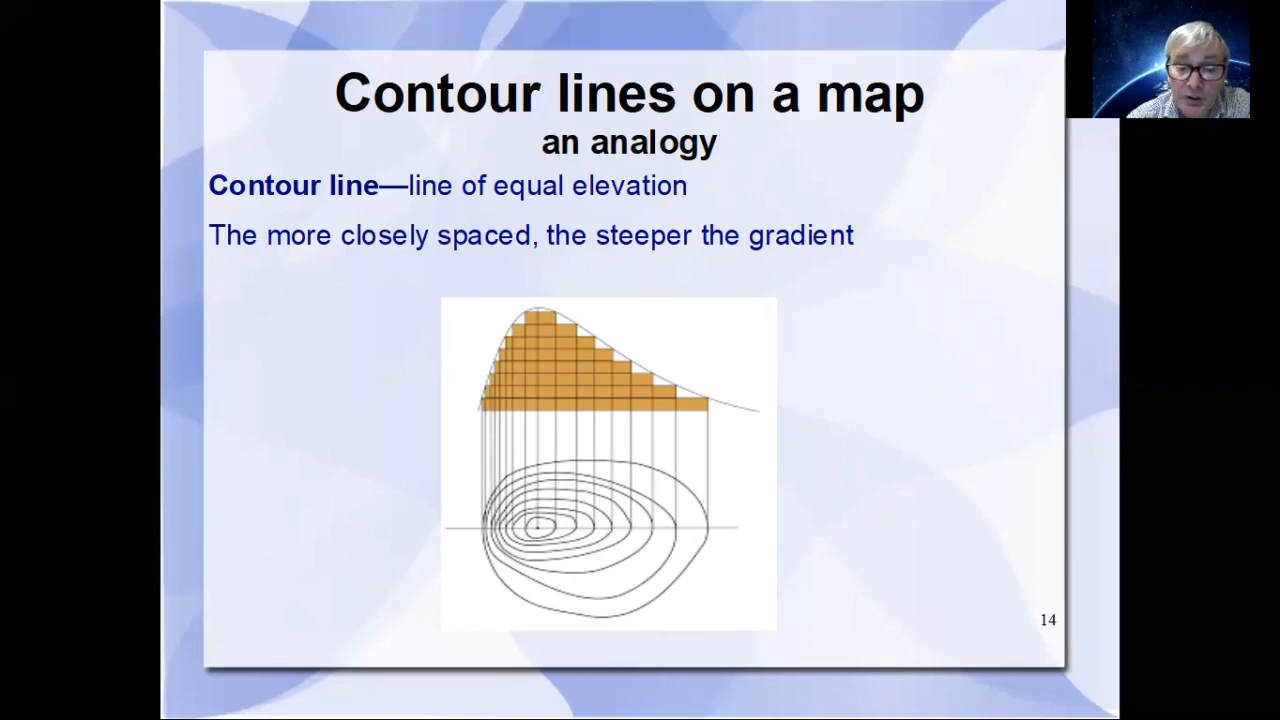 Contour lines on a map
an analogy
Contour line—line of equal elevation
The more closely spaced, the steeper the gradient
14